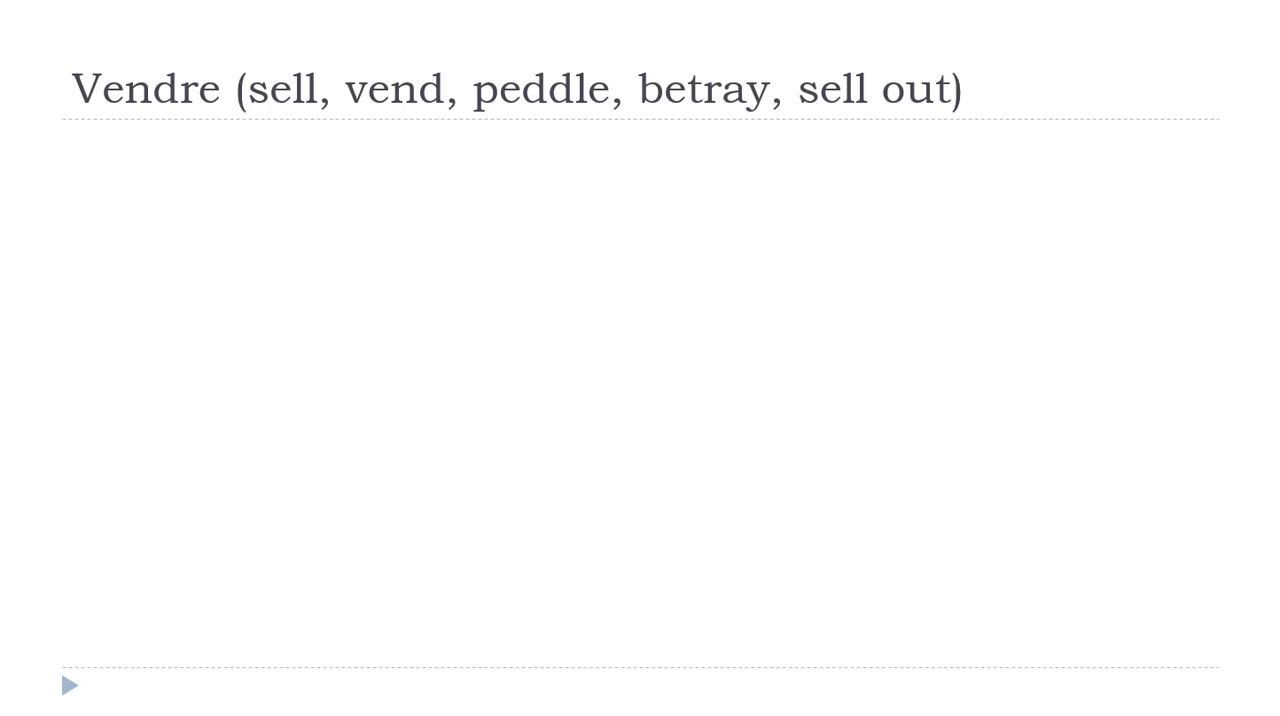 Vendre (sell, vend, peddle, betray, sell out)